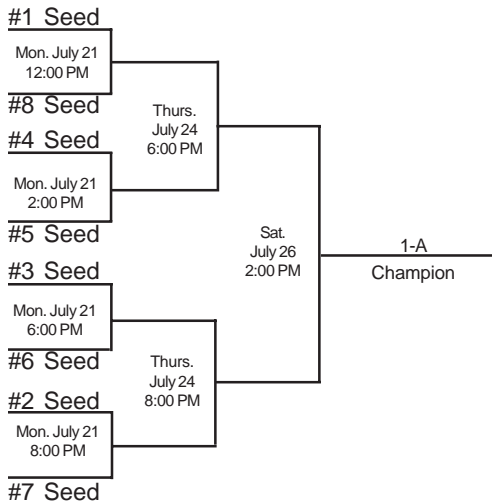 #1 Seed
Mon. July 21
12:00 PM
#8 Seed
#4 Seed
Mon. July 21
2:00 PM
#5 Seed
#3 Seed
Mon. July 21
6:00 PM
#6 Seed
#2 Seed
Mon. July 21
8:00 PM
#7 Seed
Thurs.
July 24
6:00 PM
Thurs.
July 24
8:00 PM
Sat.
July 26
2:00 PM
1-A
Champion